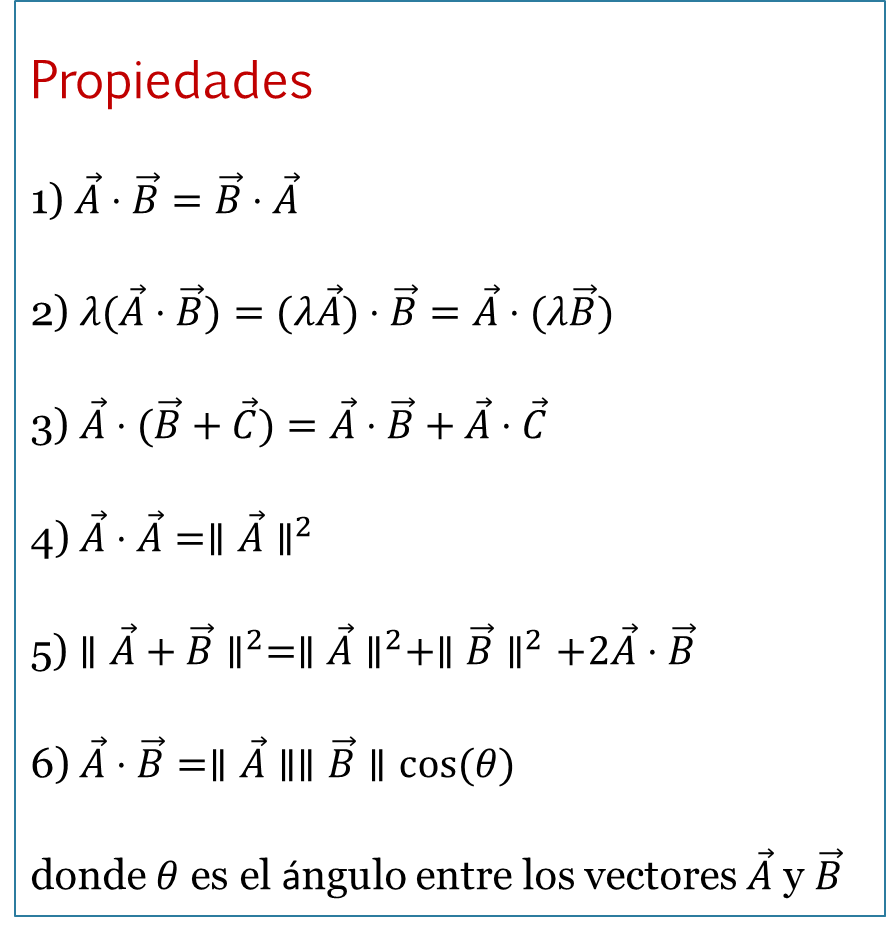 Propiedades
1) $\vec{A} \cdot \vec{B} = \vec{B} \cdot \vec{A}$
2) $\lambda(\vec{A} \cdot \vec{B}) = (\lambda\vec{A}) \cdot \vec{B} = \vec{A} \cdot (\lambda\vec{B})$
3) $\vec{A} \cdot (\vec{B} + \vec{C}) = \vec{A} \cdot \vec{B} + \vec{A} \cdot \vec{C}$
4) $\vec{A} \cdot \vec{A} = \| \vec{A} \|^2$
5) $\| \vec{A} + \vec{B} \|^2 = \| \vec{A} \|^2 + \| \vec{B} \|^2 + 2\vec{A} \cdot \vec{B}$
6) $\vec{A} \cdot \vec{B} = \| \vec{A} \| \| \vec{B} \| \cos(\theta)$
donde $\theta$ es el ángulo entre los vectores $\vec{A}$ y $\vec{B}$